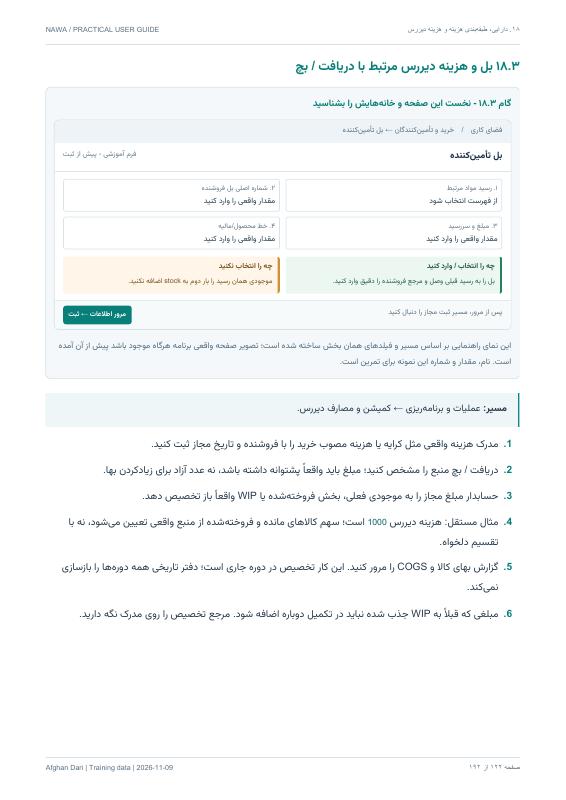 ۱۸. دارایی، طبقه‌بندی هزینه و هزینه دیررس
NAWA / PRACTICAL USER GUIDE
۱۸.۳ بل و هزینه دیررس مرتبط با دریافت / بچ
گام ۱۸.۳ - نخست این صفحه و خانه‌هایش را بشناسید
فضای کاری / خرید و تأمین‌کنندگان ← بل تأمین‌کننده
بل تأمین‌کننده
فرم آموزشی - پیش از ثبت
۱. رسید مواد مرتبط
از فهرست انتخاب شود
۲. شماره اصلی بل فروشنده
مقدار واقعی را وارد کنید
۳. مبلغ و سررسید
مقدار واقعی را وارد کنید
۴. خط محصول/مالیه
مقدار واقعی را وارد کنید
چه را انتخاب / وارد کنید
بل را به رسید قبلی وصل و مرجع فروشنده را دقیق وارد کنید.
چه را انتخاب نکنید
موجودی همان رسید را بار دوم به stock اضافه نکنید.
پس از مرور، مسیر ثبت مجاز را دنبال کنید
مرور اطلاعات ← ثبت
این نمای راهنمایی بر اساس مسیر و فیلدهای همان بخش ساخته شده است؛ تصویر صفحه واقعی برنامه هرگاه موجود باشد پیش از آن آمده
است. نام، مقدار و شماره این نمونه برای تمرین است.
مسیر: عملیات و برنامه‌ریزی ← کمیشن و مصارف دیررس.
1. مدرک هزینه واقعی مثل کرایه یا هزینه مصوب خرید را با فروشنده و تاریخ مجاز ثبت کنید.
2. دریافت / بچ منبع را مشخص کنید؛ مبلغ باید واقعاً پشتوانه داشته باشد، نه عدد آزاد برای زیادکردن بها.
3. حسابدار مبلغ مجاز را به موجودی فعلی، بخش فروخته‌شده یا WIP واقعاً باز تخصیص دهد.
4. مثال مستقل: هزینه دیررس 1000 است؛ سهم کالاهای مانده و فروخته‌شده از منبع واقعی تعیین می‌شود، نه با
تقسیم دلخواه.
5. گزارش بهای کالا و COGS را مرور کنید. این کار تخصیص در دوره جاری است؛ دفتر تاریخی همه دوره‌ها را بازسازی
نمی‌کند.
6. مبلغی که قبلاً به WIP جذب شده نباید در تکمیل دوباره اضافه شود. مرجع تخصیص را روی مدرک نگه دارید.
صفحه ۱۲۲ از ۱۹۲
Afghan Dari | Training data | 2026-11-09